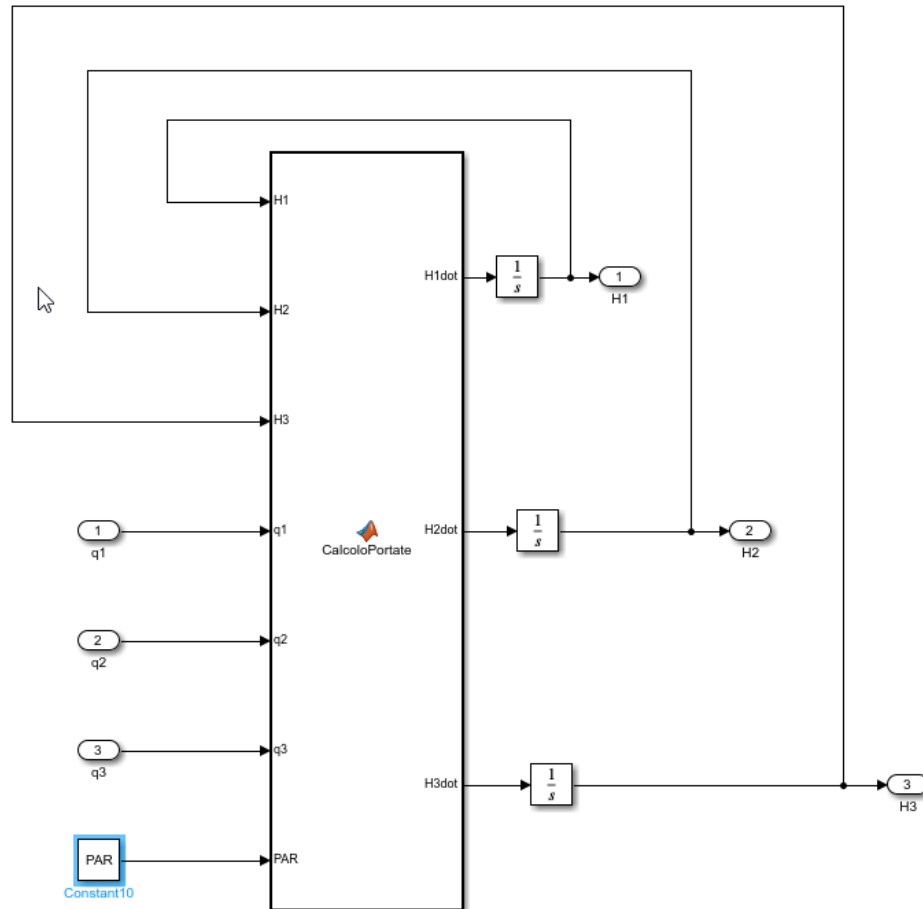 H1
H1dot
1
s
1
H1
H2
H3
1
q1
q1
CalcoloPortate
H2dot
1
s
2
H2
2
q2
q2
3
q3
q3
H3dot
1
s
3
H3
PAR
Constant10
PAR